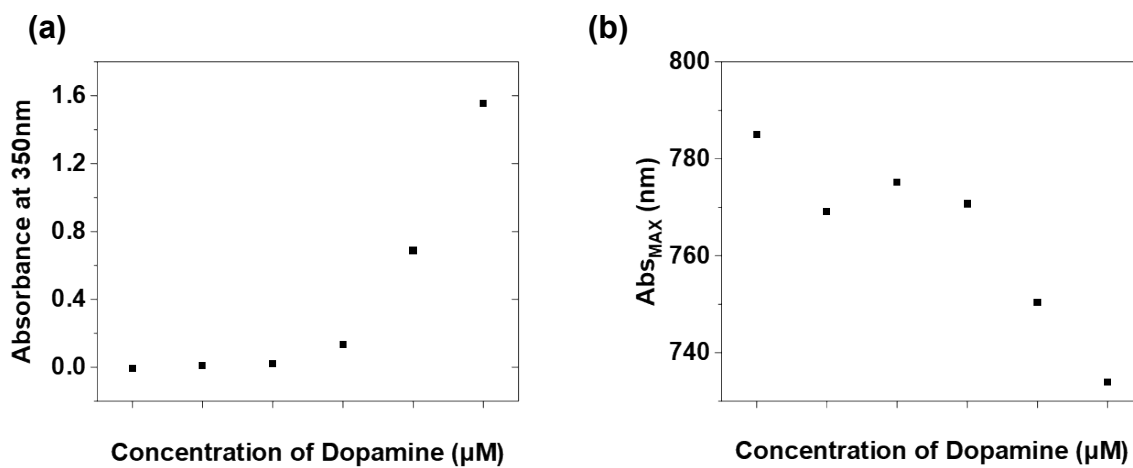 (a)
Absorbance at 350nm
1.6
1.2
0.8
0.4
0.0
Concentration of Dopamine (µM)
(b)
Abs_MAX (nm)
800
780
760
740
Concentration of Dopamine (µM)